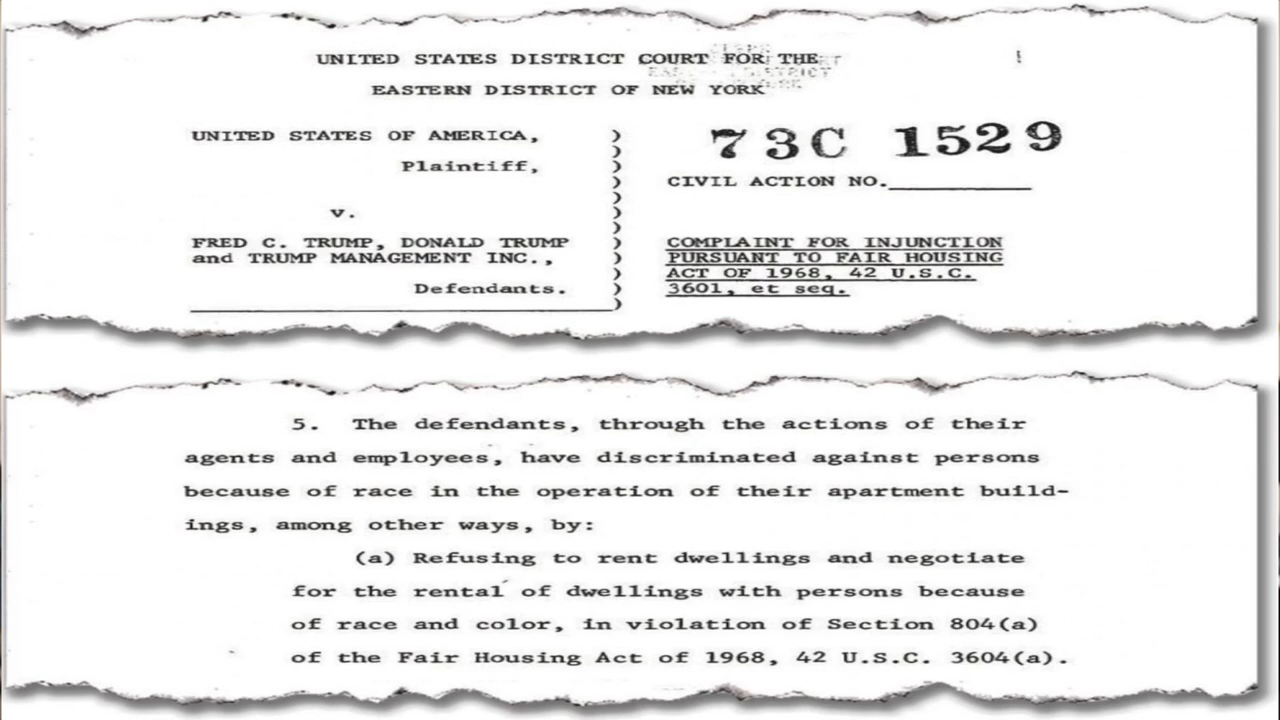 UNITED STATES DISTRICT COURT FOR THE
EASTERN DISTRICT OF NEW YORK
UNITED STATES OF AMERICA,
Plaintiff,
v.
FRED C. TRUMP, DONALD TRUMP
and TRUMP MANAGEMENT INC.,
Defendants.
)
)
)
)
)
)
)
)
)
)
)
)
73C 1529
CIVIL ACTION NO.
COMPLAINT FOR INJUNCTION
PURSUANT TO FAIR HOUSING
ACT OF 1968, 42 U.S.C.
3601, et seq.
5. The defendants, through the actions of their
agents and employees, have discriminated against persons
because of race in the operation of their apartment build-
ings, among other ways, by:
(a) Refusing to rent dwellings and negotiate
for the rental of dwellings with persons because
of race and color, in violation of Section 804(a)
of the Fair Housing Act of 1968, 42 U.S.C. 3604(a).